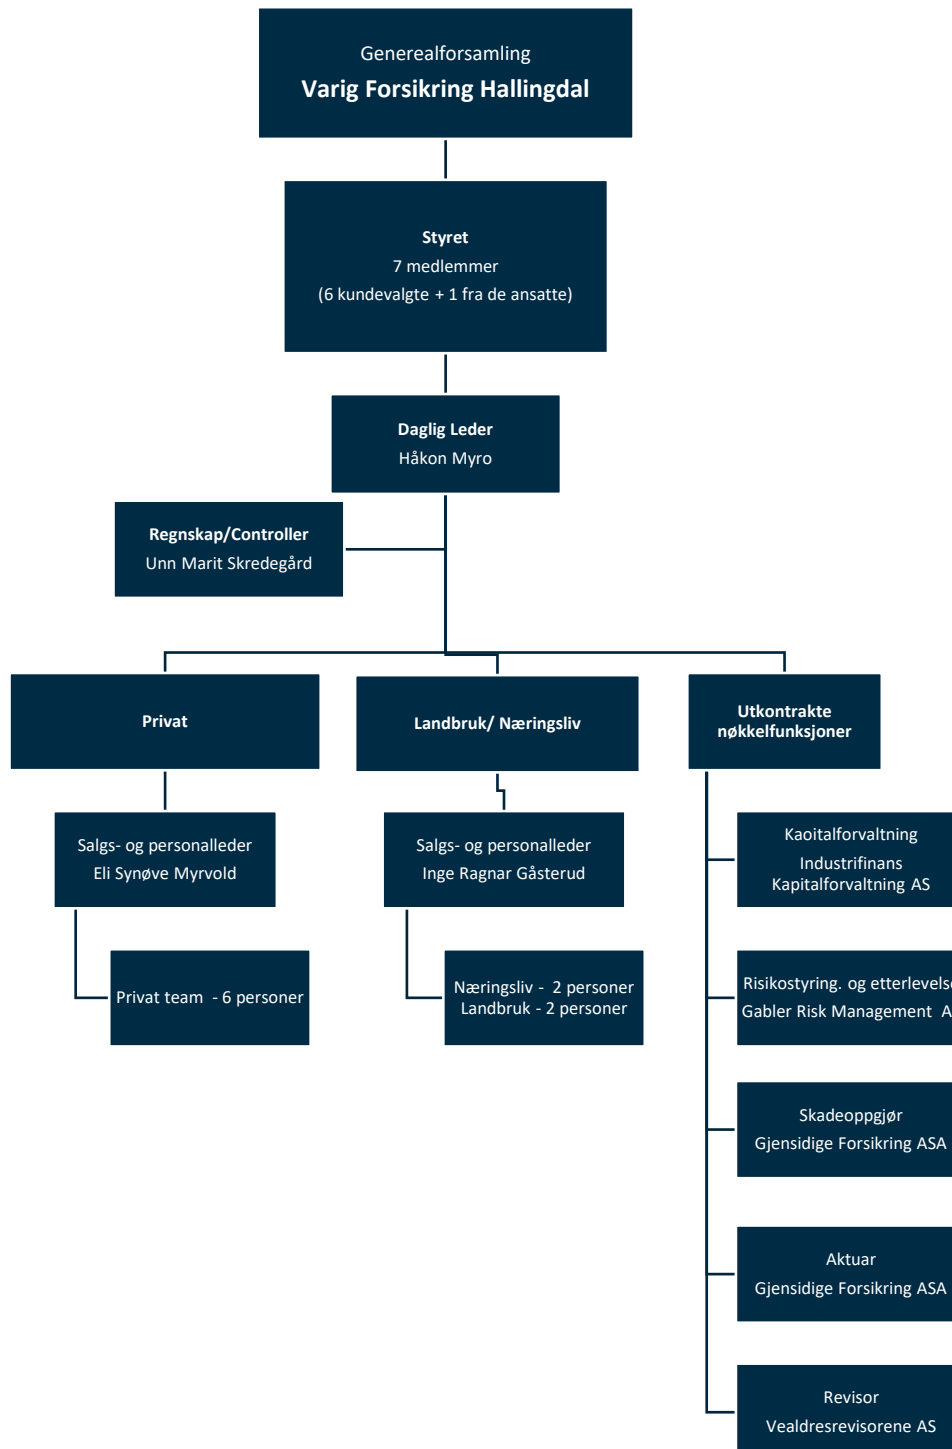 Generealforsamling
Varig Forsikring Hallingdal
Styret
7 medlemmer
(6 kundevalgte + 1 fra de ansatte)
Daglig Leder
Håkon Myro
Regnskap/Controller
Unn Marit Skredegård
Privat
Landbruk/ Næringsliv
Utkontrakte
nøkkelfunksjoner
Salgs- og personalleder
Eli Synøve Myrvold
Salgs- og personalleder
Inge Ragnar Gåsterud
Privat team - 6 personer
Næringsliv - 2 personer
Landbruk - 2 personer
Kaoitalforvaltning
Industrifinans
Kapitalforvaltning AS
Risikostyring. og etterlevelse
Gabler Risk Management A
Skadeoppgjør
Gjensidige Forsikring ASA
Aktuar
Gjensidige Forsikring ASA
Revisor
Vealdresrevisorene AS